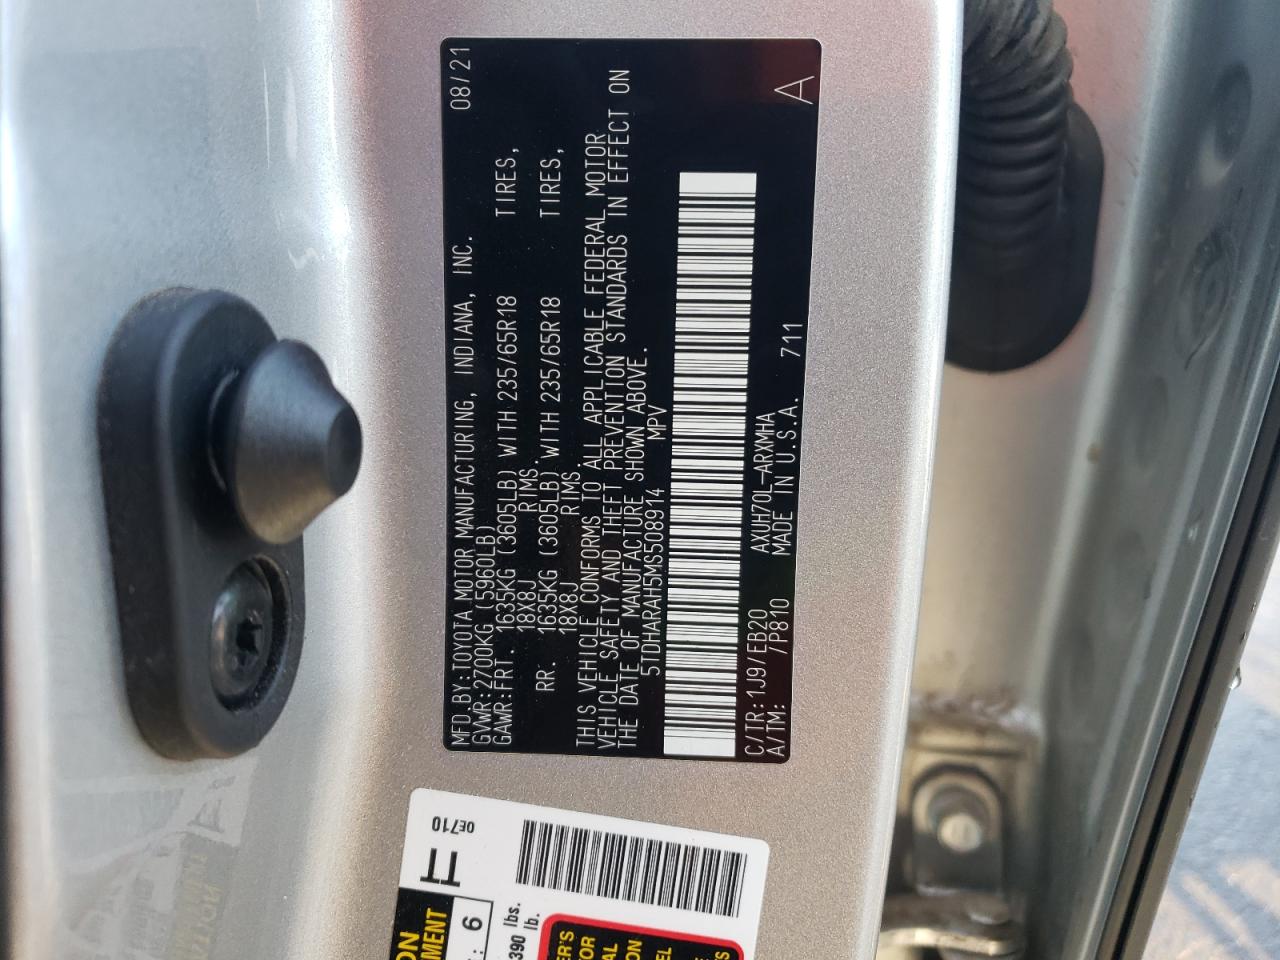 MFD.BY:TOYOTA MOTOR MANUFACTURING, INDIANA, INC. 08/21
GVWR:2700KG (5960LB)
GAWR:FRT. 1635KG (3605LB) WITH 235/65R18 TIRES,
18X8J RIMS.
RR. 1635KG (3605LB) WITH 235/65R18 TIRES,
18X8J RIMS.
THIS VEHICLE CONFORMS TO ALL APPLICABLE FEDERAL MOTOR
VEHICLE SAFETY AND THEFT PREVENTION STANDARDS IN EFFECT ON
THE DATE OF MANUFACTURE SHOWN ABOVE.
5TDHARAH5MS508914 MPV
C/TR:1J9/EB20 AXUH70L-ARXMHA
A/TM: /P810 MADE IN U.S.A. 711 A
0E710
6
390 lbs.
lb.